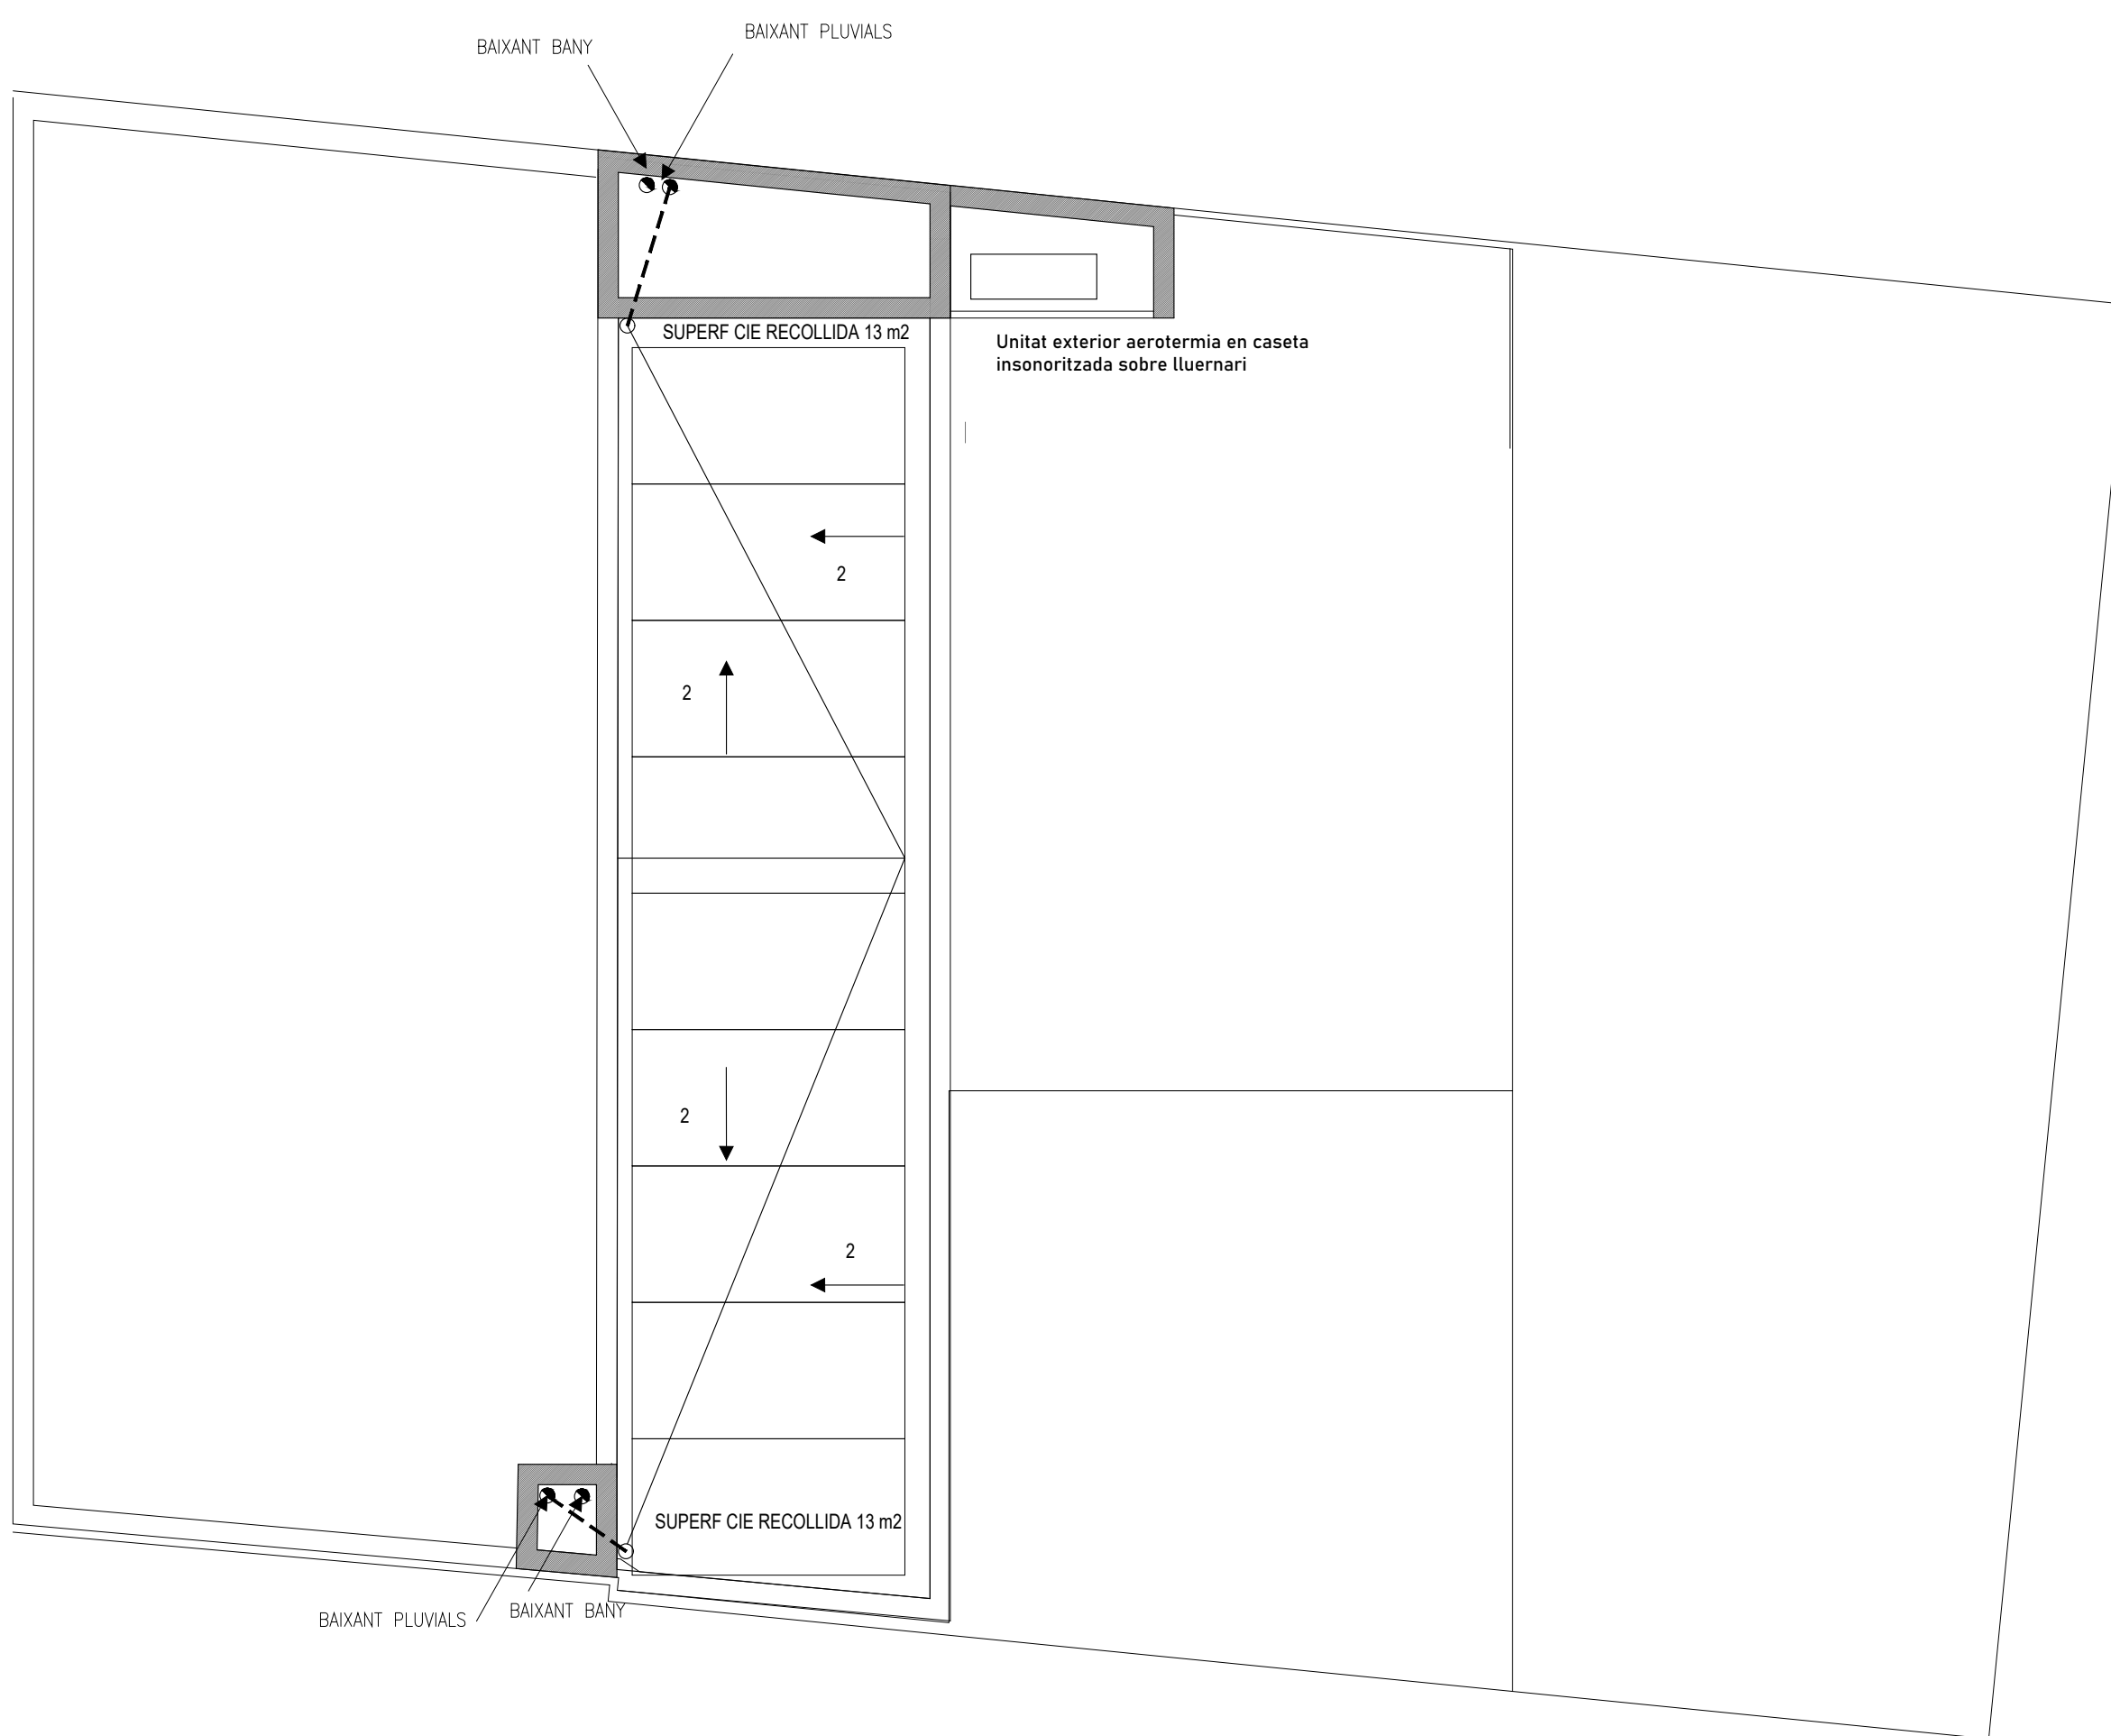 BAIXANT PLUVIALS
BAIXANT BANY
SUPERF CIE RECOLLIDA 13 m2
Unitat exterior aerotermia en caseta
insonoritzada sobre lluernari
2
2
2
2
SUPERF CIE RECOLLIDA 13 m2
BAIXANT BANY
BAIXANT PLUVIALS